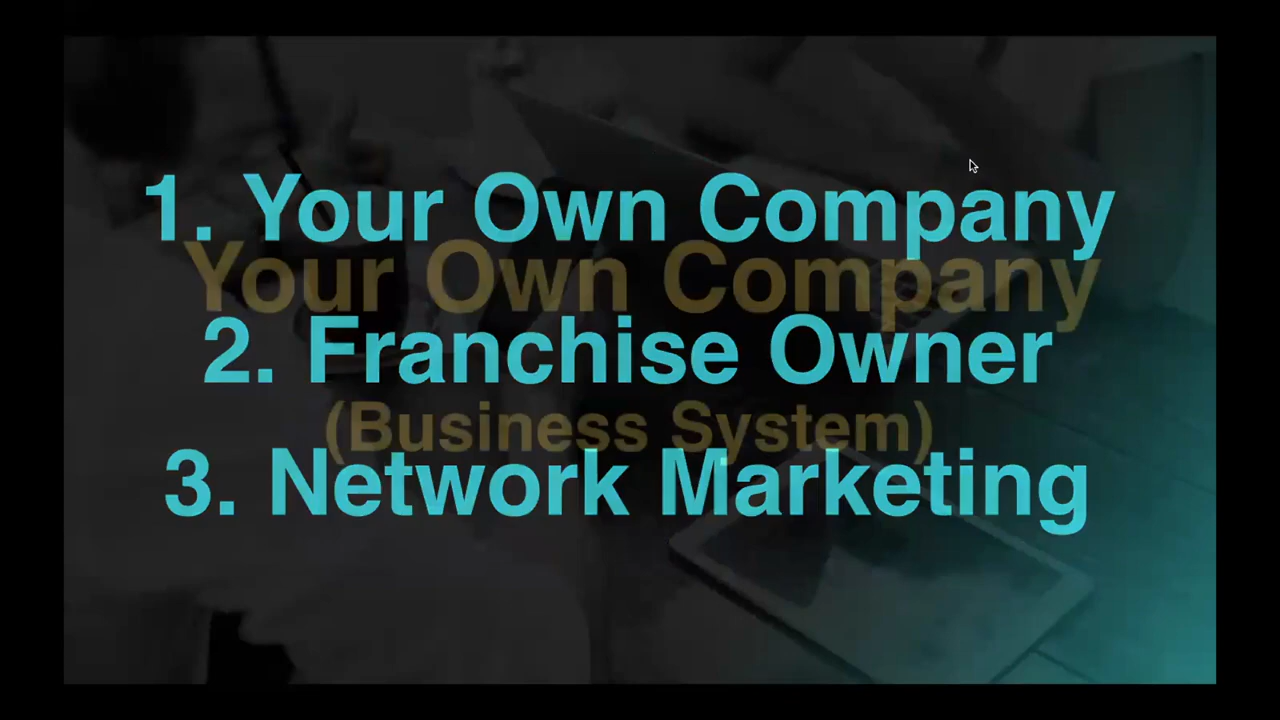 1. Your Own Company
Your Own Company
2. Franchise Owner
(Business System)
3. Network Marketing